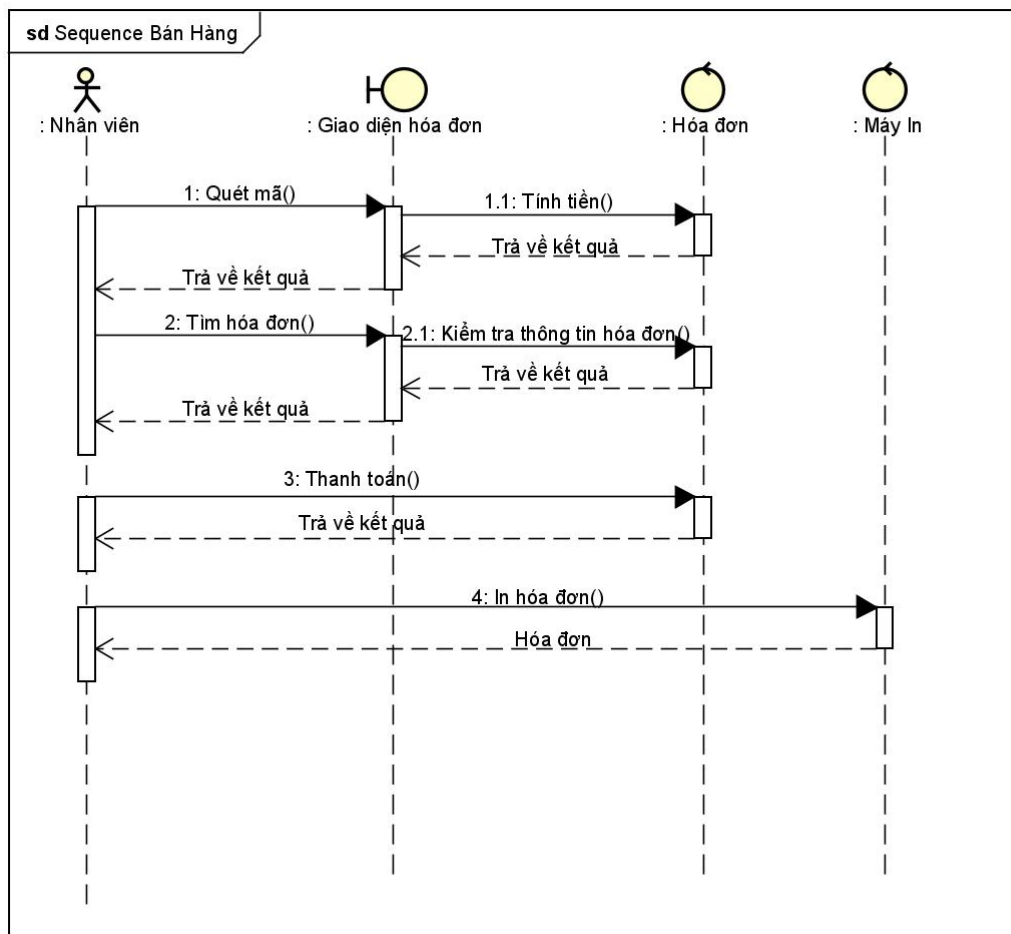 sd Sequence Bán Hàng
: Nhân viên
: Giao diện hóa đơn
: Hóa đơn
: Máy In
1: Quét mã()
1.1: Tính tiền()
Trả về kết quả
Trả về kết quả
2: Tìm hóa đơn()
2.1: Kiểm tra thông tin hóa đơn()
Trả về kết quả
Trả về kết quả
3: Thanh toán()
Trả về kết quả
4: In hóa đơn()
Hóa đơn